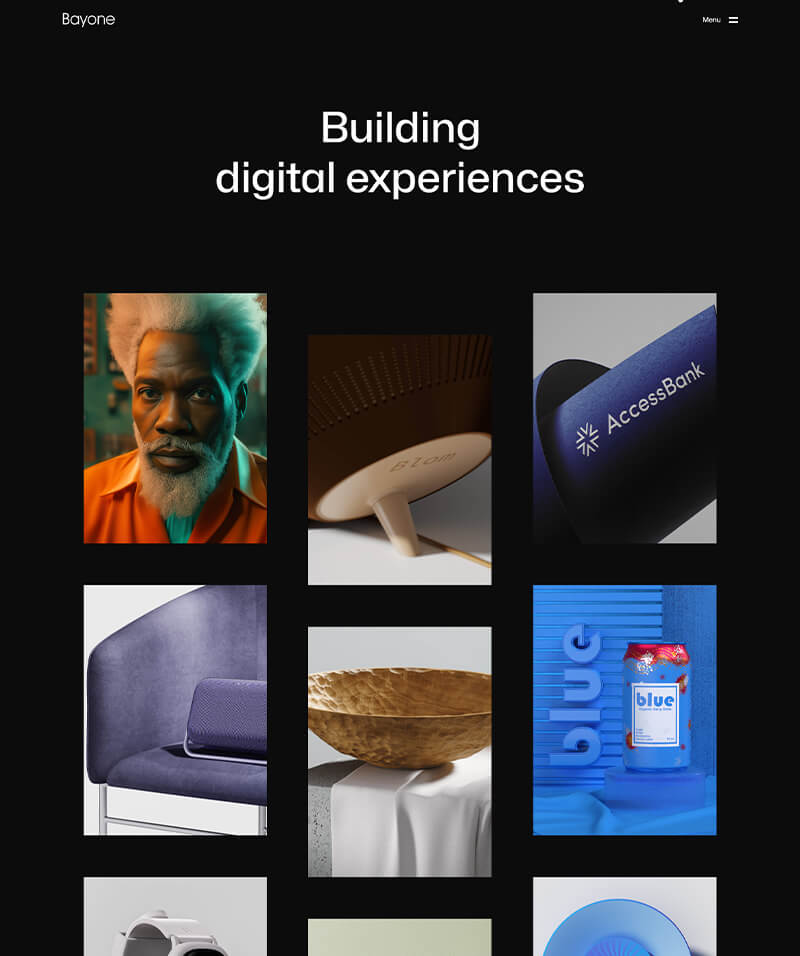 Bayone
Menu
Building
digital experiences
Blom
AccessBank
blue
blue